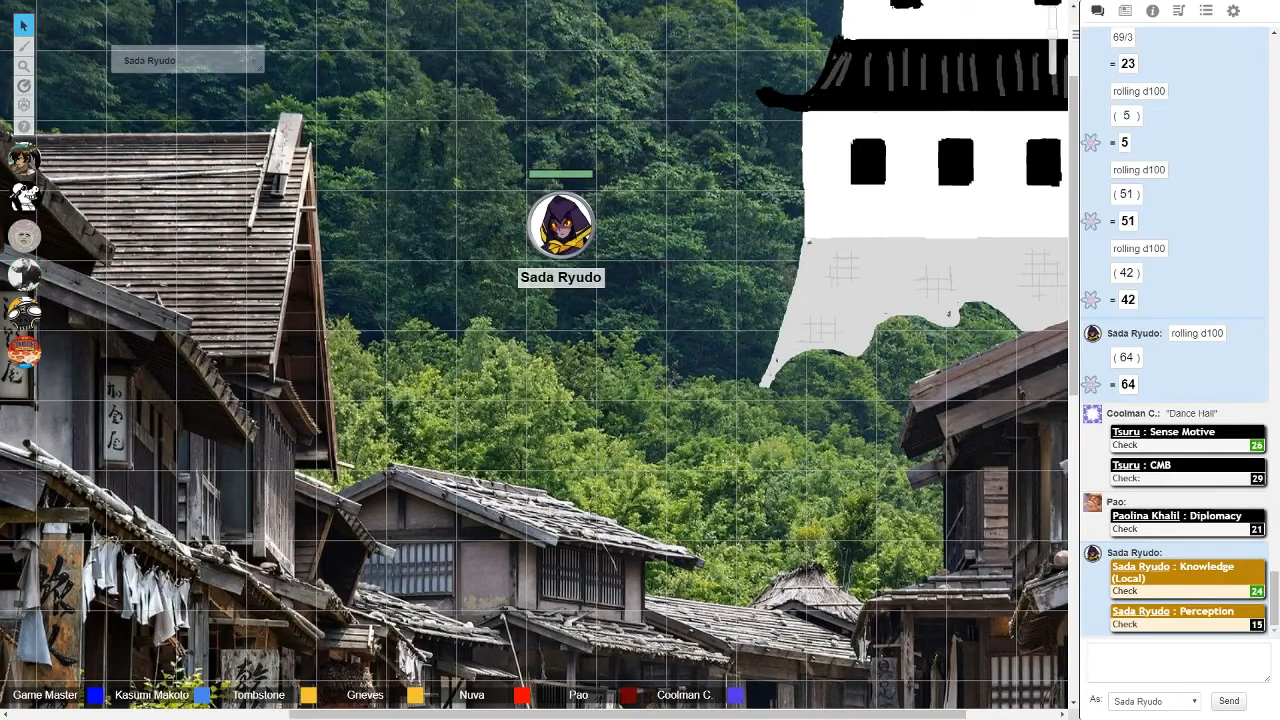 Sada Ryudo
Sada Ryudo
69/3
= 23
rolling d100
( 5 )
= 5
rolling d100
( 51 )
= 51
rolling d100
( 42 )
= 42
Sada Ryudo: rolling d100
( 64 )
= 64
Coolman C.: "Dance Hall"
Tsuru : Sense Motive
Check 26
Tsuru : CMB
Check: 29
Pao:
Paolina Khalil : Diplomacy
Check 21
Sada Ryudo:
Sada Ryudo : Knowledge
(Local)
Check 24
Sada Ryudo : Perception
Check 15
As: Sada Ryudo Send
Game Master Kasumi Makoto Tombstone Grieves Nuva Pao Coolman C.